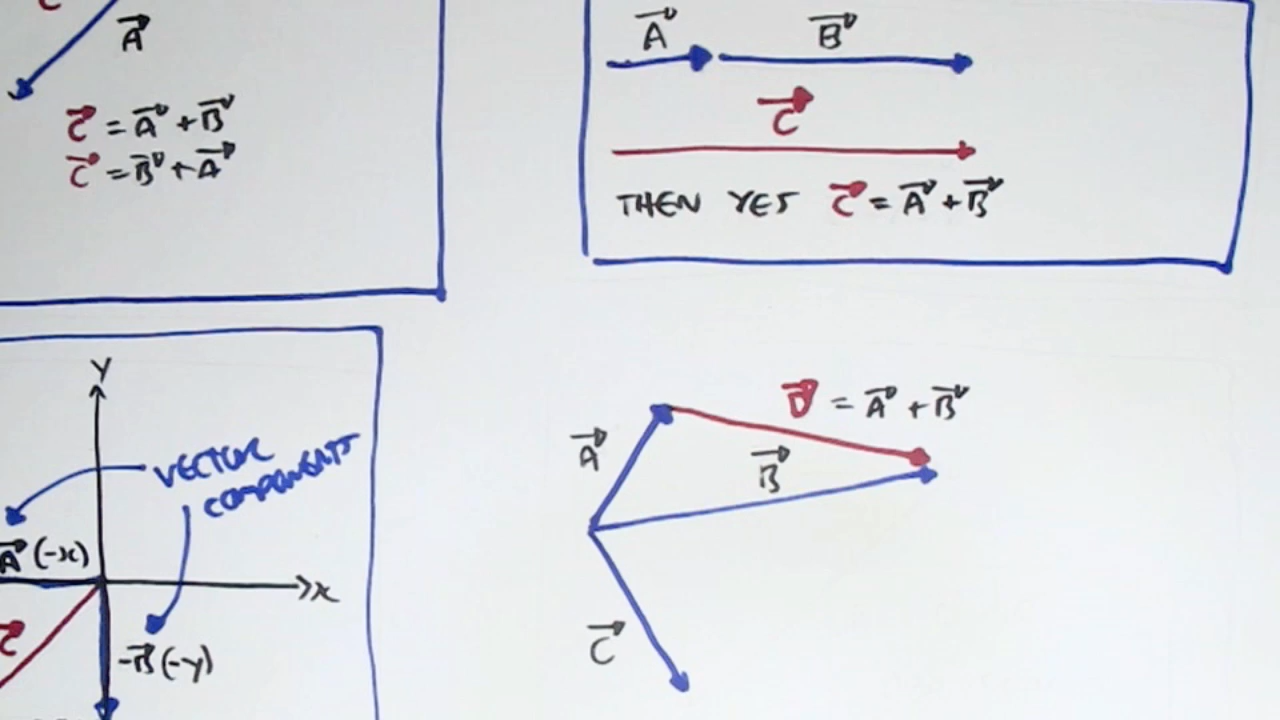 C
A
C = A + B
C = B + A
A B
C
THEN YES C = A + B
Y
VECTOR
COMPONENTS
A (-x)
x
C
-B (-y)
D = A + B
A
B
C